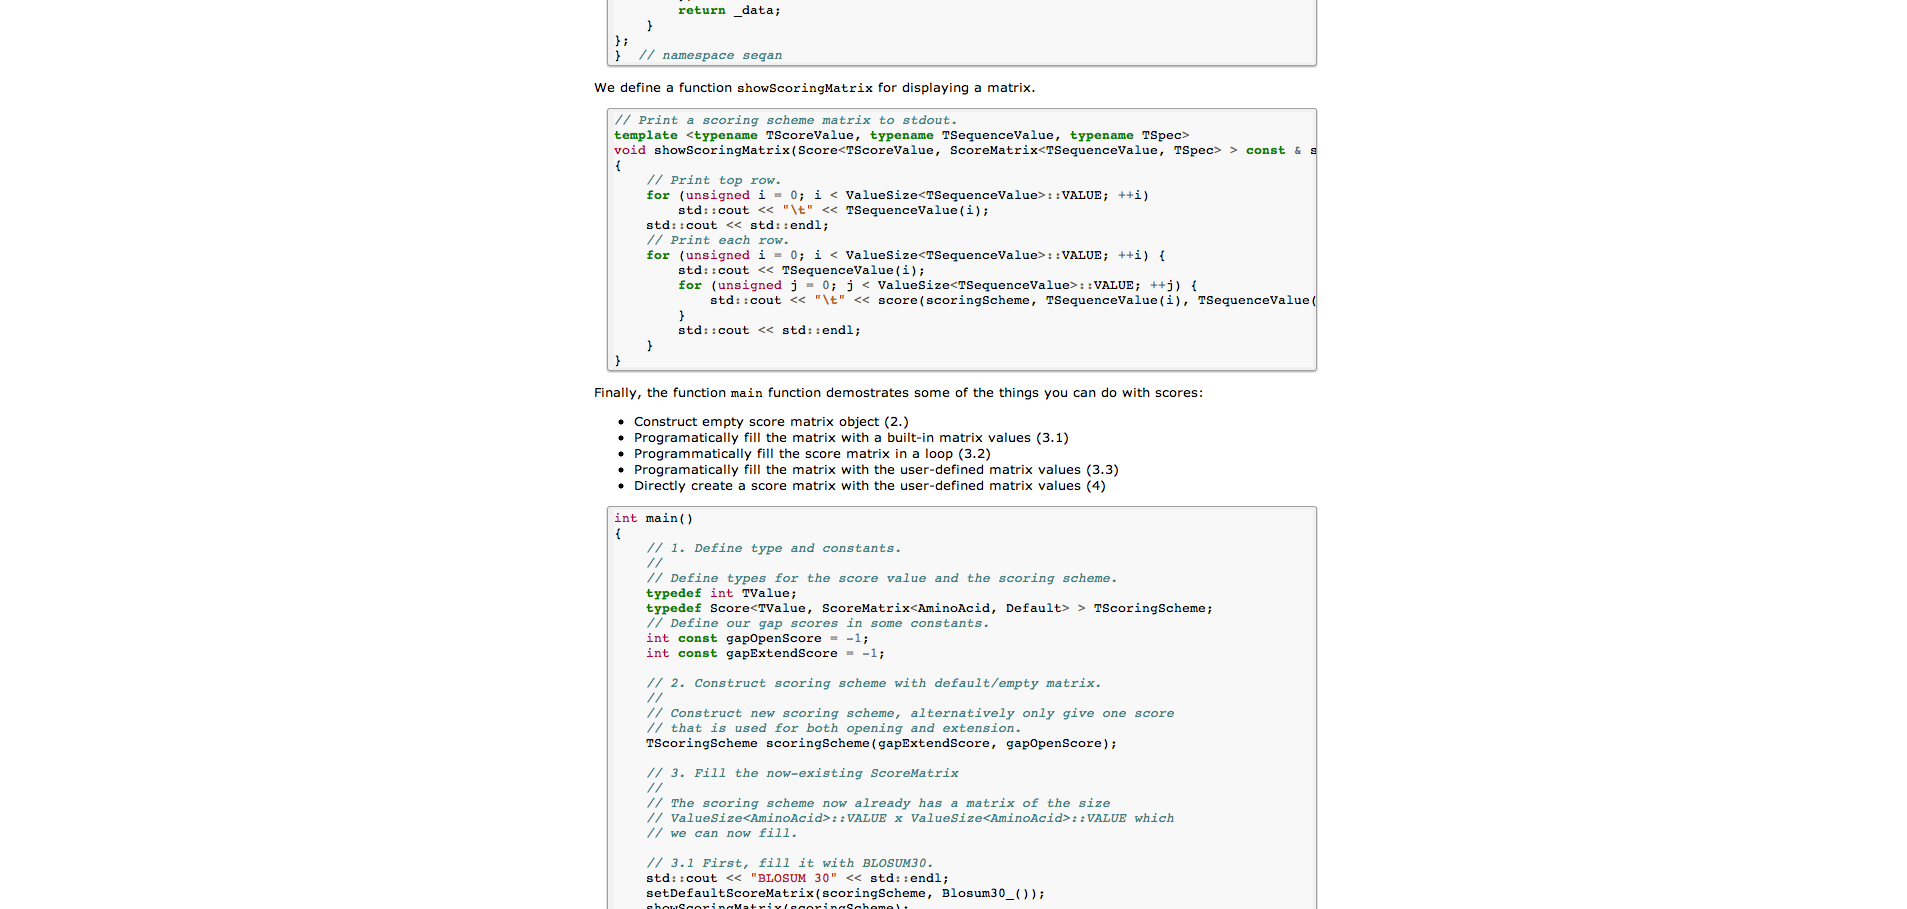 return _data;
}
};
} // namespace seqan
We define a function showScoringMatrix for displaying a matrix.
// Print a scoring scheme matrix to stdout.
template <typename TScoreValue, typename TSequenceValue, typename TSpec>
void showScoringMatrix(Score<TScoreValue, ScoreMatrix<TSequenceValue, TSpec> > const & s
{
// Print top row.
for (unsigned i = 0; i < ValueSize<TSequenceValue>::VALUE; ++i)
std::cout << "\t" << TSequenceValue(i);
std::cout << std::endl;
// Print each row.
for (unsigned i = 0; i < ValueSize<TSequenceValue>::VALUE; ++i) {
std::cout << TSequenceValue(i);
for (unsigned j = 0; j < ValueSize<TSequenceValue>::VALUE; ++j) {
std::cout << "\t" << score(scoringScheme, TSequenceValue(i), TSequenceValue(
}
std::cout << std::endl;
}
}
Finally, the function main function demostrates some of the things you can do with scores:
• Construct empty score matrix object (2.)
• Programatically fill the matrix with a built-in matrix values (3.1)
• Programmatically fill the score matrix in a loop (3.2)
• Programatically fill the matrix with the user-defined matrix values (3.3)
• Directly create a score matrix with the user-defined matrix values (4)
int main()
{
// 1. Define type and constants.
//
// Define types for the score value and the scoring scheme.
typedef int TValue;
typedef Score<TValue, ScoreMatrix<AminoAcid, Default> > TScoringScheme;
// Define our gap scores in some constants.
int const gapOpenScore = -1;
int const gapExtendScore = -1;
// 2. Construct scoring scheme with default/empty matrix.
//
// Construct new scoring scheme, alternatively only give one score
// that is used for both opening and extension.
TScoringScheme scoringScheme(gapExtendScore, gapOpenScore);
// 3. Fill the now-existing ScoreMatrix
//
// The scoring scheme now already has a matrix of the size
// ValueSize<AminoAcid>::VALUE x ValueSize<AminoAcid>::VALUE which
// we can now fill.
// 3.1 First, fill it with BLOSUM30.
std::cout << "BLOSUM 30" << std::endl;
setDefaultScoreMatrix(scoringScheme, Blosum30_());
showScoringMatrix(scoringScheme);